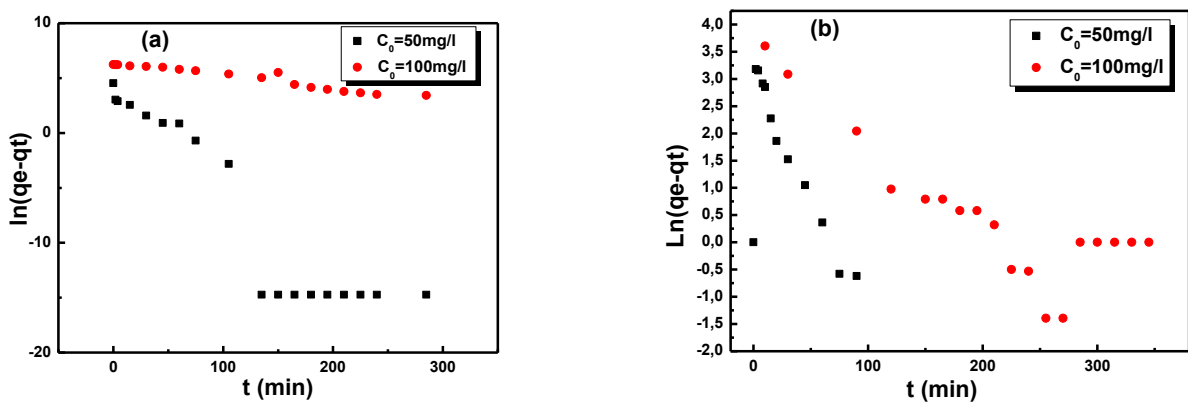 (a)
C0=50mg/l
C0=100mg/l
ln(qe-qt)
10
0
-10
-20
0
100
200
300
t (min)
(b)
C0=50mg/l
C0=100mg/l
Ln(qe-qt)
4,0
3,5
3,0
2,5
2,0
1,5
1,0
0,5
0,0
-0,5
-1,0
-1,5
-2,0
0
100
200
300
t (min)